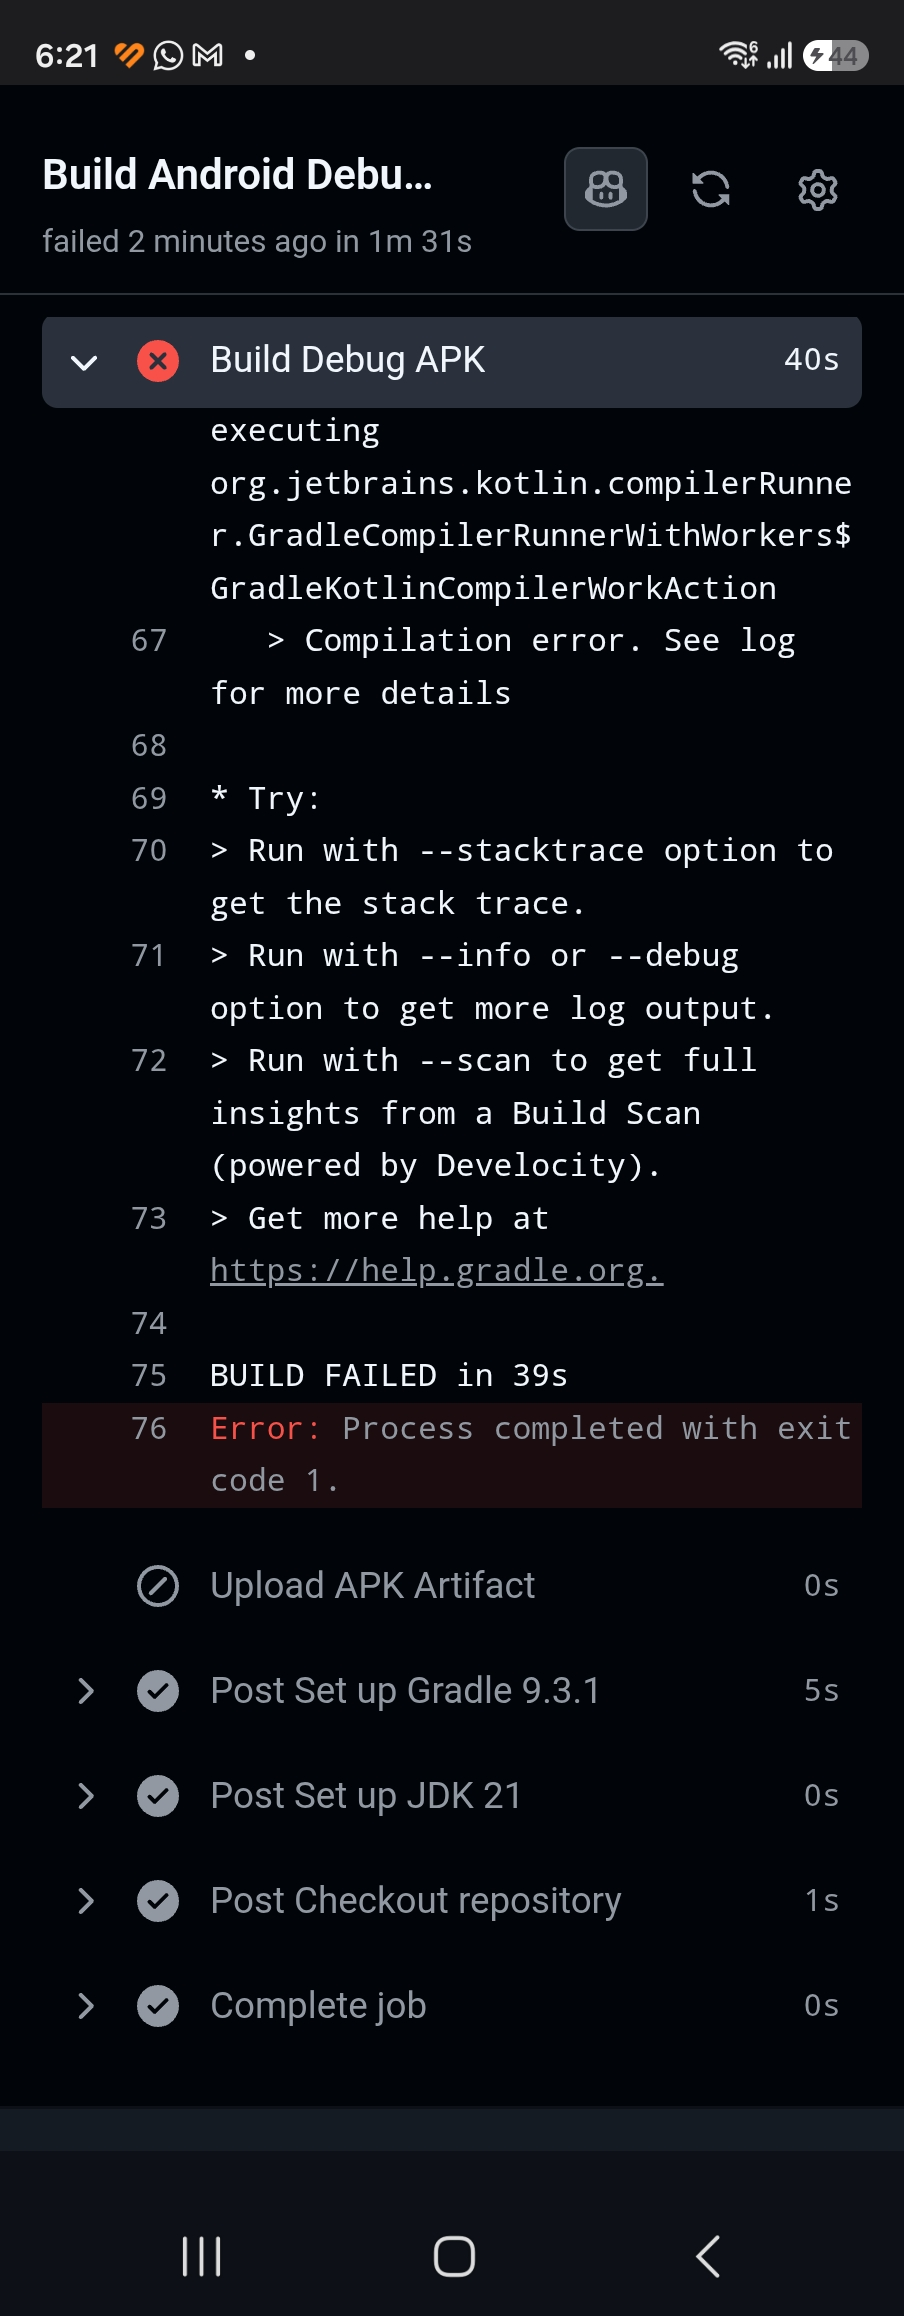 6:21
6
44
Build Android Debu...
failed 2 minutes ago in 1m 31s
Build Debug APK 40s
executing
org.jetbrains.kotlin.compilerRunne
r.GradleCompilerRunnerWithWorkers$
GradleKotlinCompilerWorkAction
67    > Compilation error. See log
for more details
68
69 * Try:
70 > Run with --stacktrace option to
get the stack trace.
71 > Run with --info or --debug
option to get more log output.
72 > Run with --scan to get full
insights from a Build Scan
(powered by Develocity).
73 > Get more help at
https://help.gradle.org.
74
75 BUILD FAILED in 39s
76 Error: Process completed with exit
code 1.
Upload APK Artifact 0s
Post Set up Gradle 9.3.1 5s
Post Set up JDK 21 0s
Post Checkout repository 1s
Complete job 0s